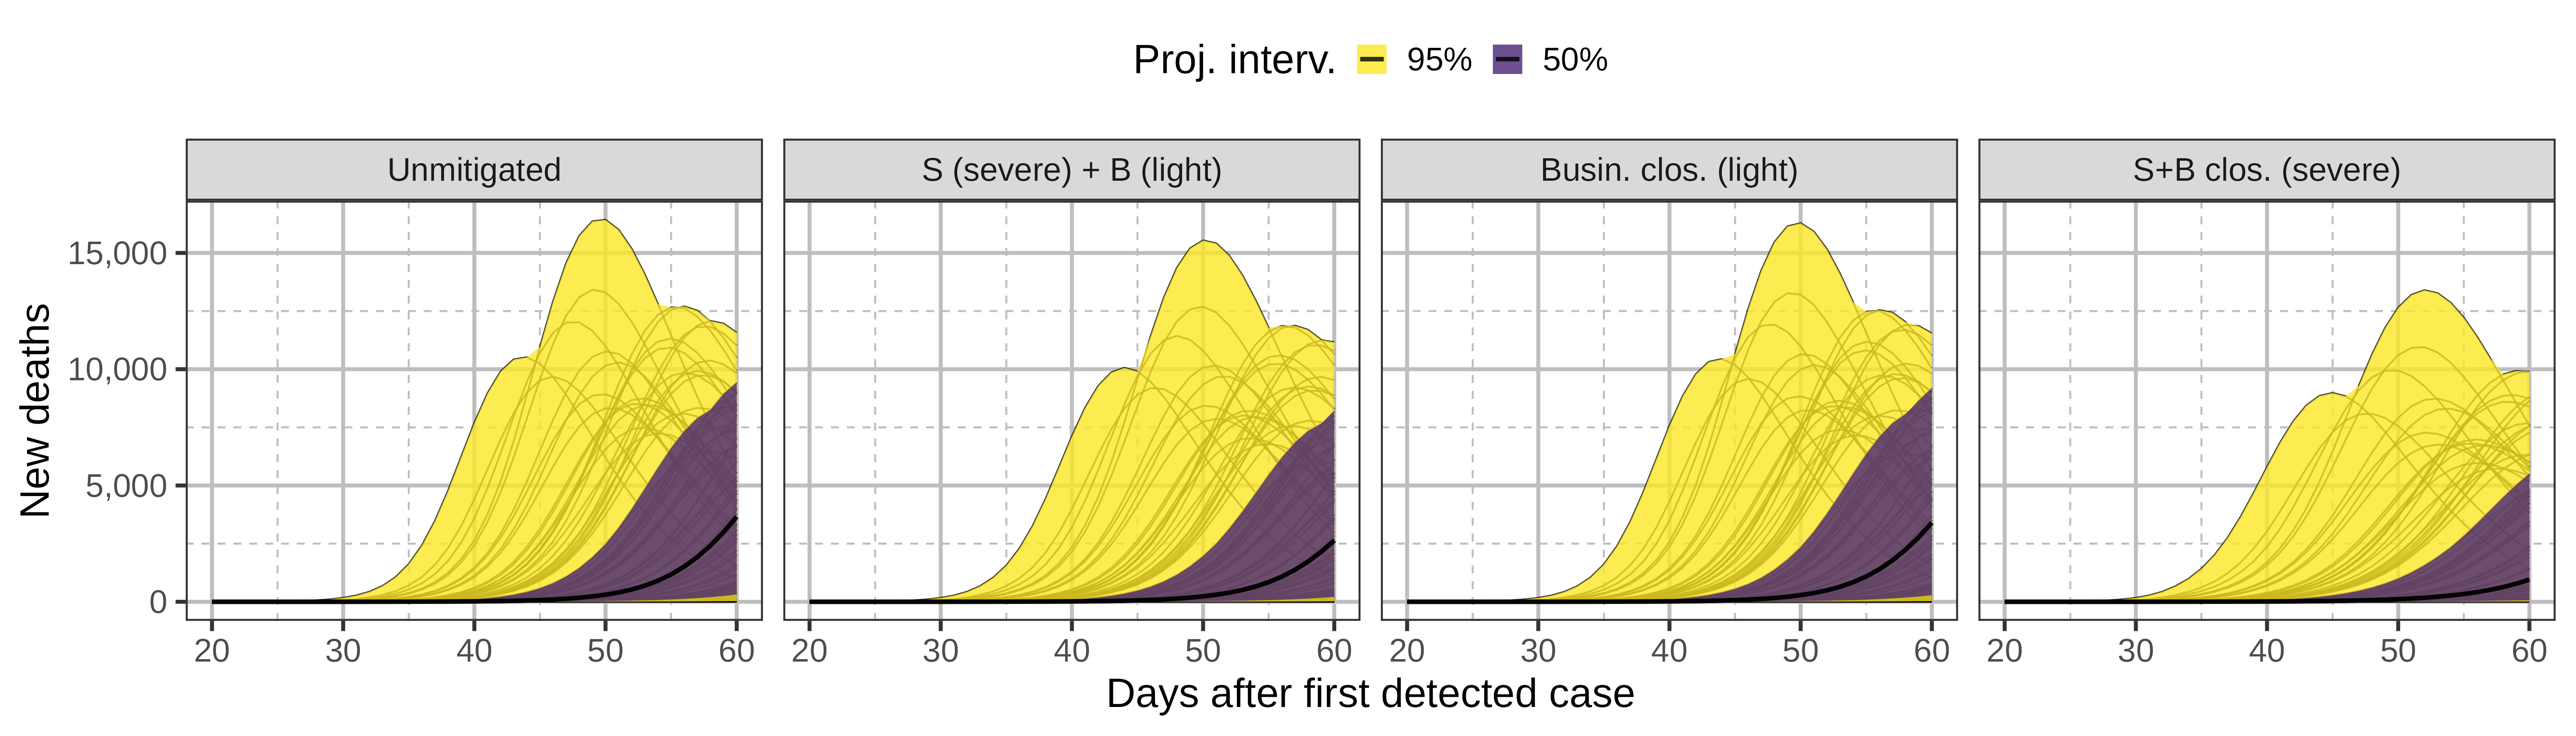 Proj. interv. 95% 50%
Unmitigated
S (severe) + B (light)
Busin. clos. (light)
S+B clos. (severe)
New deaths
15,000
10,000
5,000
0
20 30 40 50 60
20 30 40 50 60
20 30 40 50 60
20 30 40 50 60
Days after first detected case